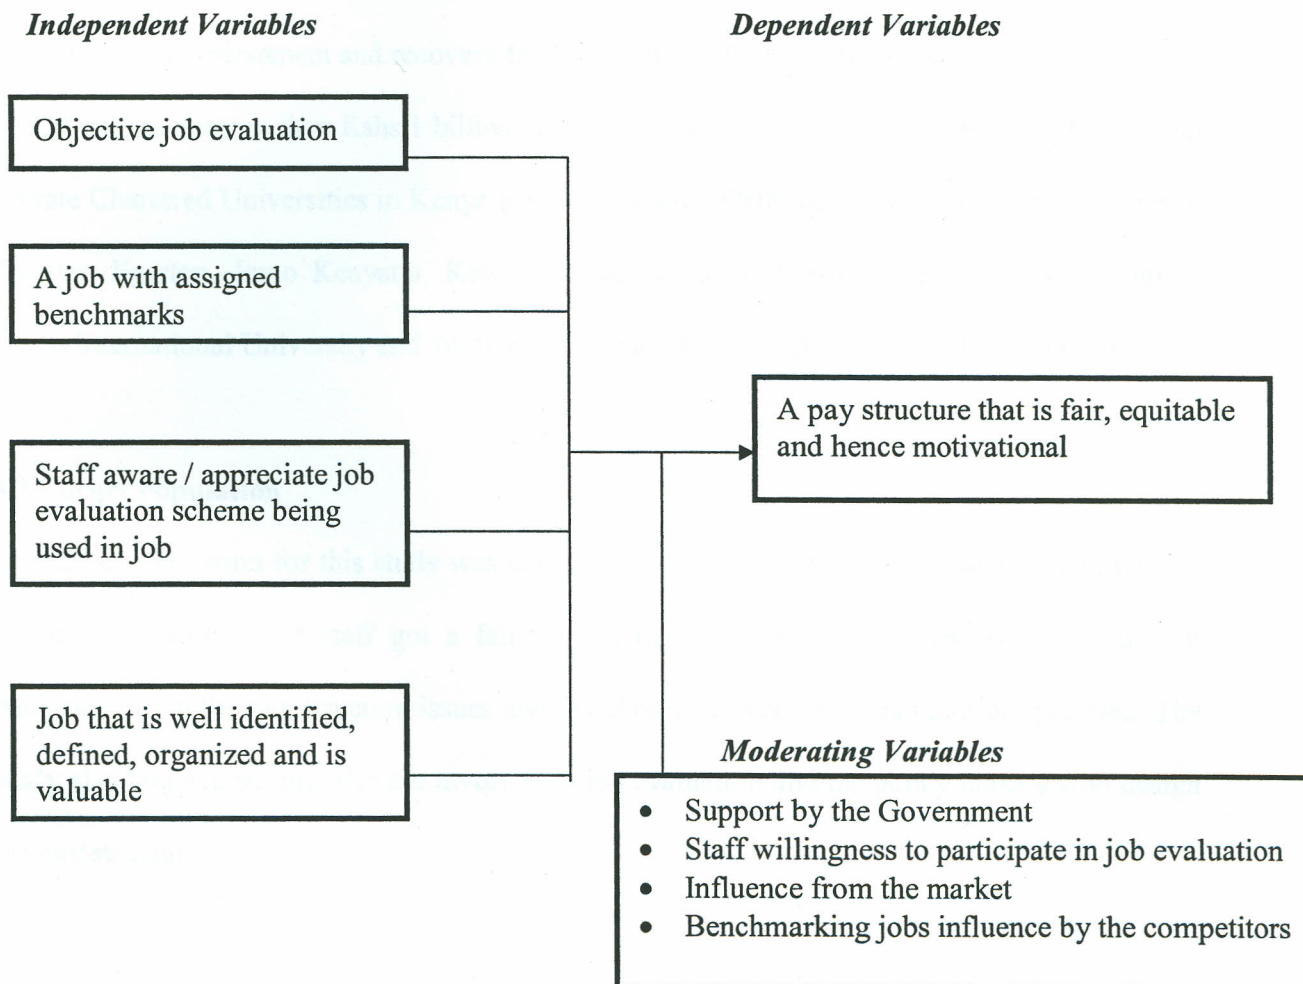 Independent Variables
Dependent Variables
Objective job evaluation
A job with assigned
benchmarks
Staff aware / appreciate job
evaluation scheme being
used in job
Job that is well identified,
defined, organized and is
valuable
A pay structure that is fair, equitable
and hence motivational
Moderating Variables
• Support by the Government
• Staff willingness to participate in job evaluation
• Influence from the market
• Benchmarking jobs influence by the competitors